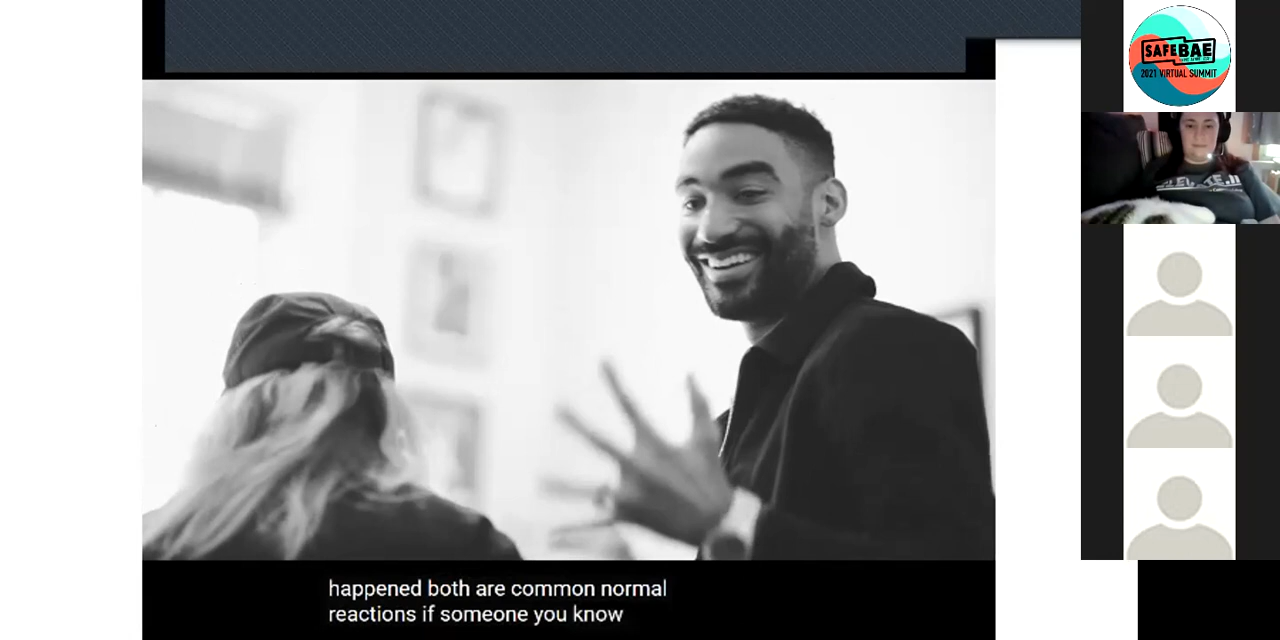 SAFEBAE
2021 VIRTUAL SUMMIT
happened both are common normal
reactions if someone you know